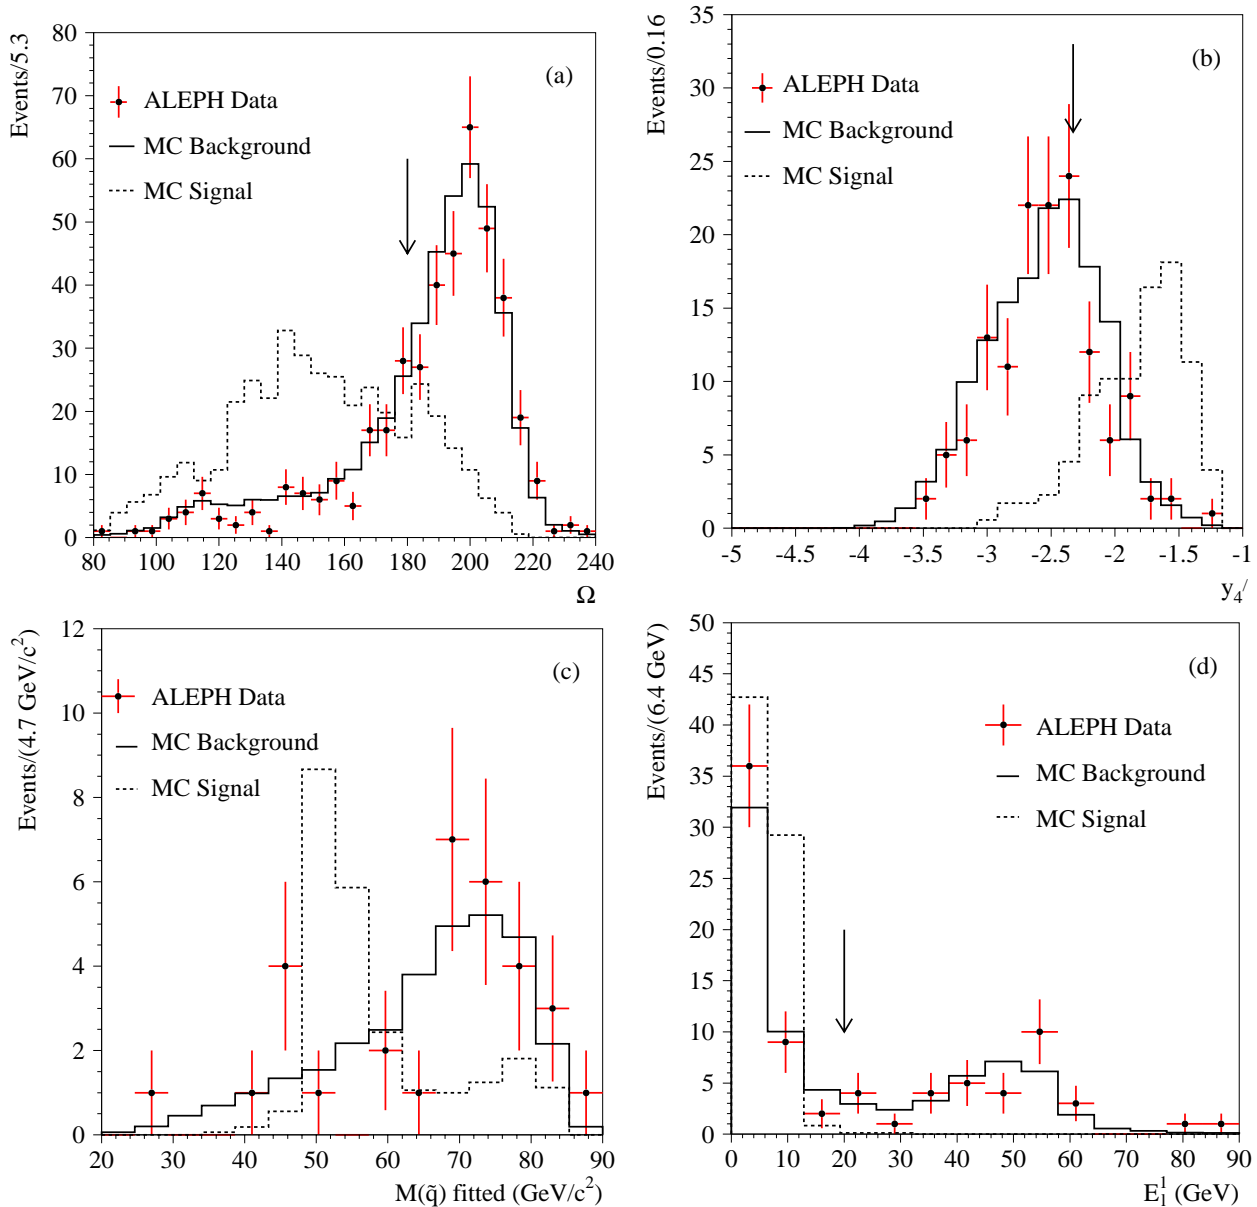 Events/5.3
80
70
60
50
40
30
20
10
0
(a)
ALEPH Data
MC Background
MC Signal
80 100 120 140 160 180 200 220 240
Ω
Events/0.16
35
30
25
20
15
10
5
0
(b)
ALEPH Data
MC Background
MC Signal
-5 -4.5 -4 -3.5 -3 -2.5 -2 -1.5 -1
y4/
Events/(4.7 GeV/c²)
12
10
8
6
4
2
0
(c)
ALEPH Data
MC Background
MC Signal
20 30 40 50 60 70 80 90
M(q̃) fitted (GeV/c²)
Events/(6.4 GeV)
50
45
40
35
30
25
20
15
10
5
0
(d)
ALEPH Data
MC Background
MC Signal
0 10 20 30 40 50 60 70 80 90
E_l^1 (GeV)